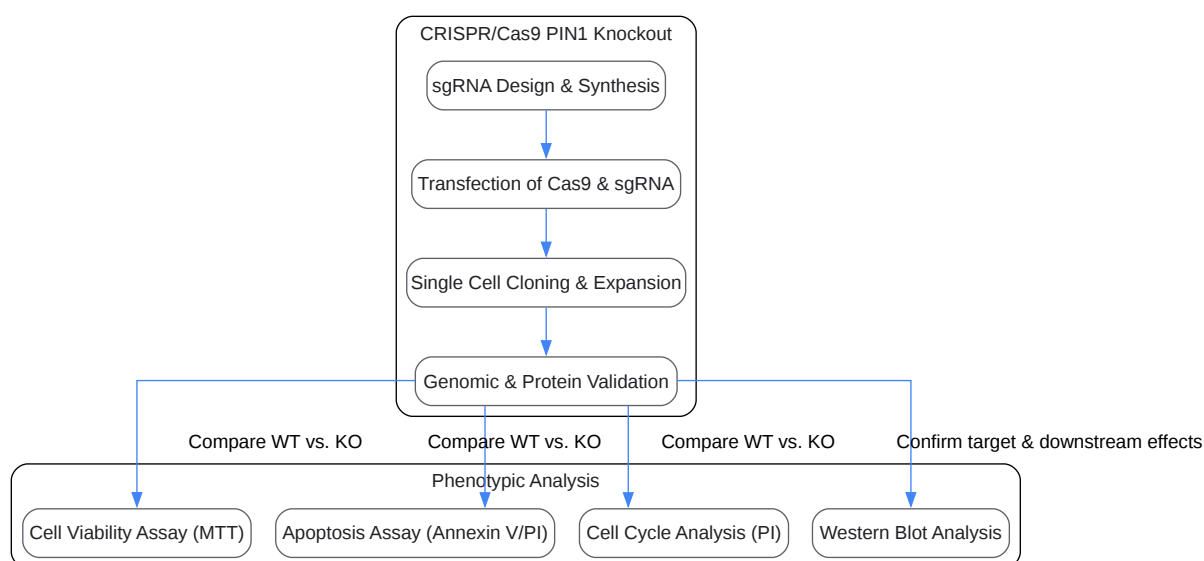 CRISPR/Cas9 PIN1 Knockout
sgRNA Design & Synthesis
Transfection of Cas9 & sgRNA
Single Cell Cloning & Expansion
Genomic & Protein Validation
Compare WT vs. KO
Compare WT vs. KO
Compare WT vs. KO
Confirm target & downstream effects
Phenotypic Analysis
Cell Viability Assay (MTT)
Apoptosis Assay (Annexin V/PI)
Cell Cycle Analysis (PI)
Western Blot Analysis